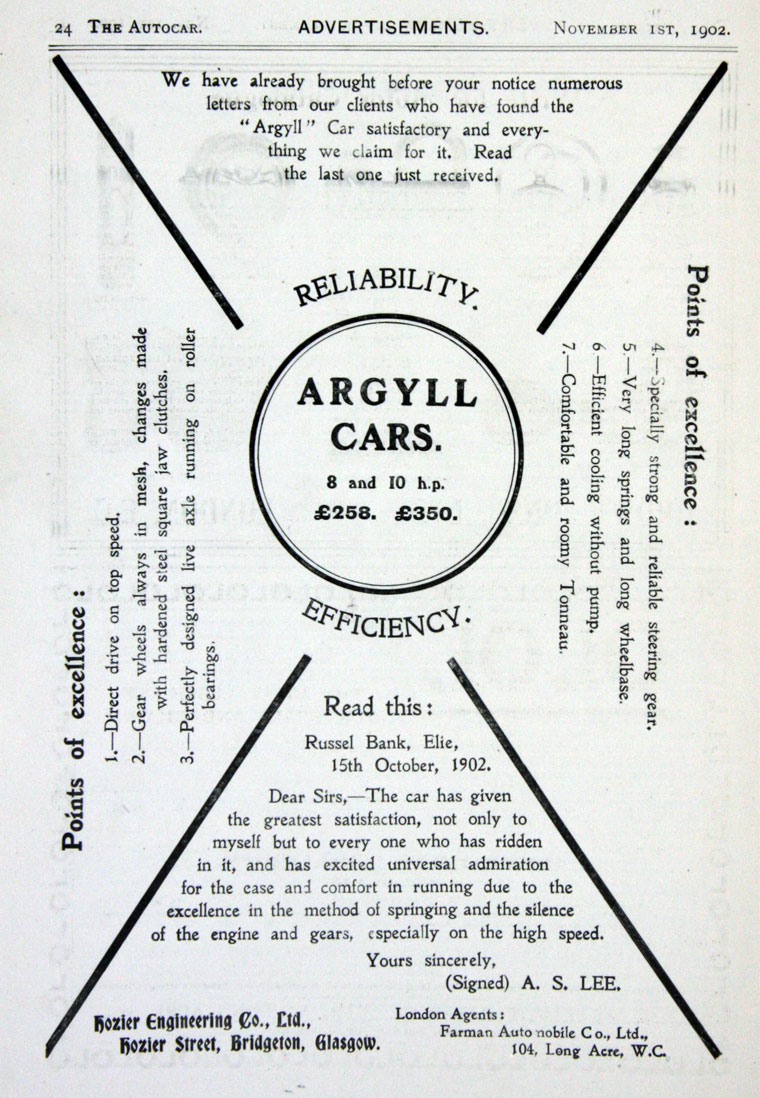 24 THE AUTOCAR. ADVERTISEMENTS. NOVEMBER 1ST, 1902.
We have already brought before your notice numerous
letters from our clients who have found the
"Argyll" Car satisfactory and every-
thing we claim for it. Read
the last one just received.
RELIABILITY.
ARGYLL
CARS.
8 and 10 h.p.
£258. £350.
EFFICIENCY.
Points of excellence:
1.—Direct drive on top speed.
2.—Gear wheels always in mesh, changes made
with hardened steel square jaw clutches.
3.—Perfectly designed live axle running on roller
bearings.
Points of excellence:
4.—Specially strong and reliable steering gear.
5.—Very long springs and long wheelbase.
6.—Efficient cooling without pump.
7.—Comfortable and roomy Tonneau.
Read this:
Russel Bank, Elie,
15th October, 1902.
Dear Sirs,—The car has given
the greatest satisfaction, not only to
myself but to every one who has ridden
in it, and has excited universal admiration
for the ease and comfort in running due to the
excellence in the method of springing and the silence
of the engine and gears, especially on the high speed.
Yours sincerely,
(Signed) A. S. LEE.
Hozier Engineering Co., Ltd.,
Hozier Street, Bridgeton, Glasgow.
London Agents:
Farman Automobile Co., Ltd.,
104, Long Acre, W.C.